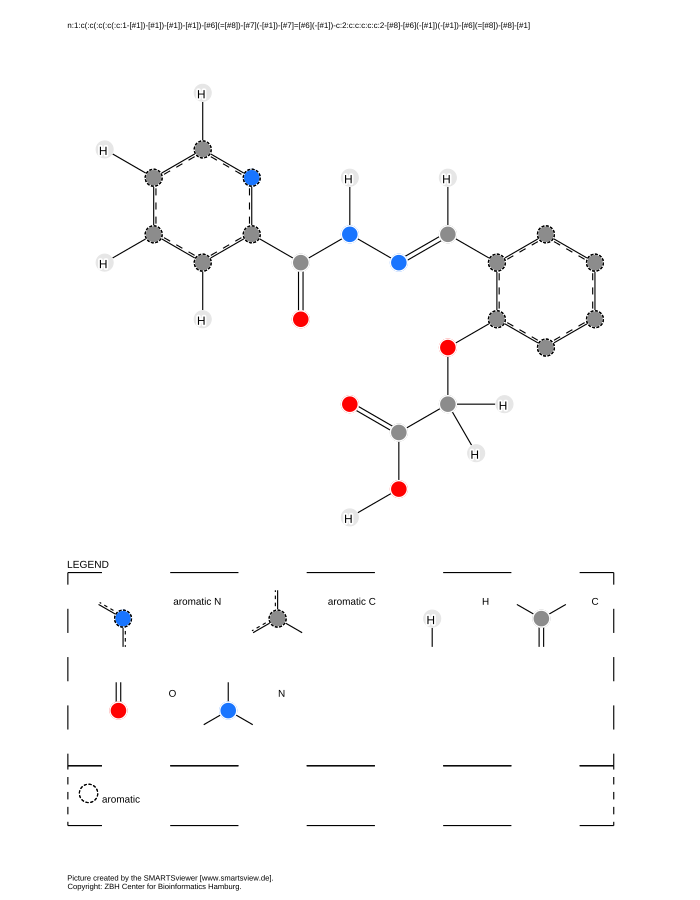 n:1:c(:c(:c(:c(:c:1-[#1])-[#1])-[#1])-[#1])-[#6](=[#8])-[#7](-[#1])-[#7]=[#6](-[#1])-c:2:c:c:c:c:c:2-[#8]-[#6](-[#1])(-[#1])-[#6](=[#8])-[#8]-[#1]
H
H
H
H
H
H
H
H
H
H
LEGEND
aromatic N
aromatic C
H
H
C
O
N
aromatic
Picture created by the SMARTSviewer [www.smartsview.de].
Copyright: ZBH Center for Bioinformatics Hamburg.